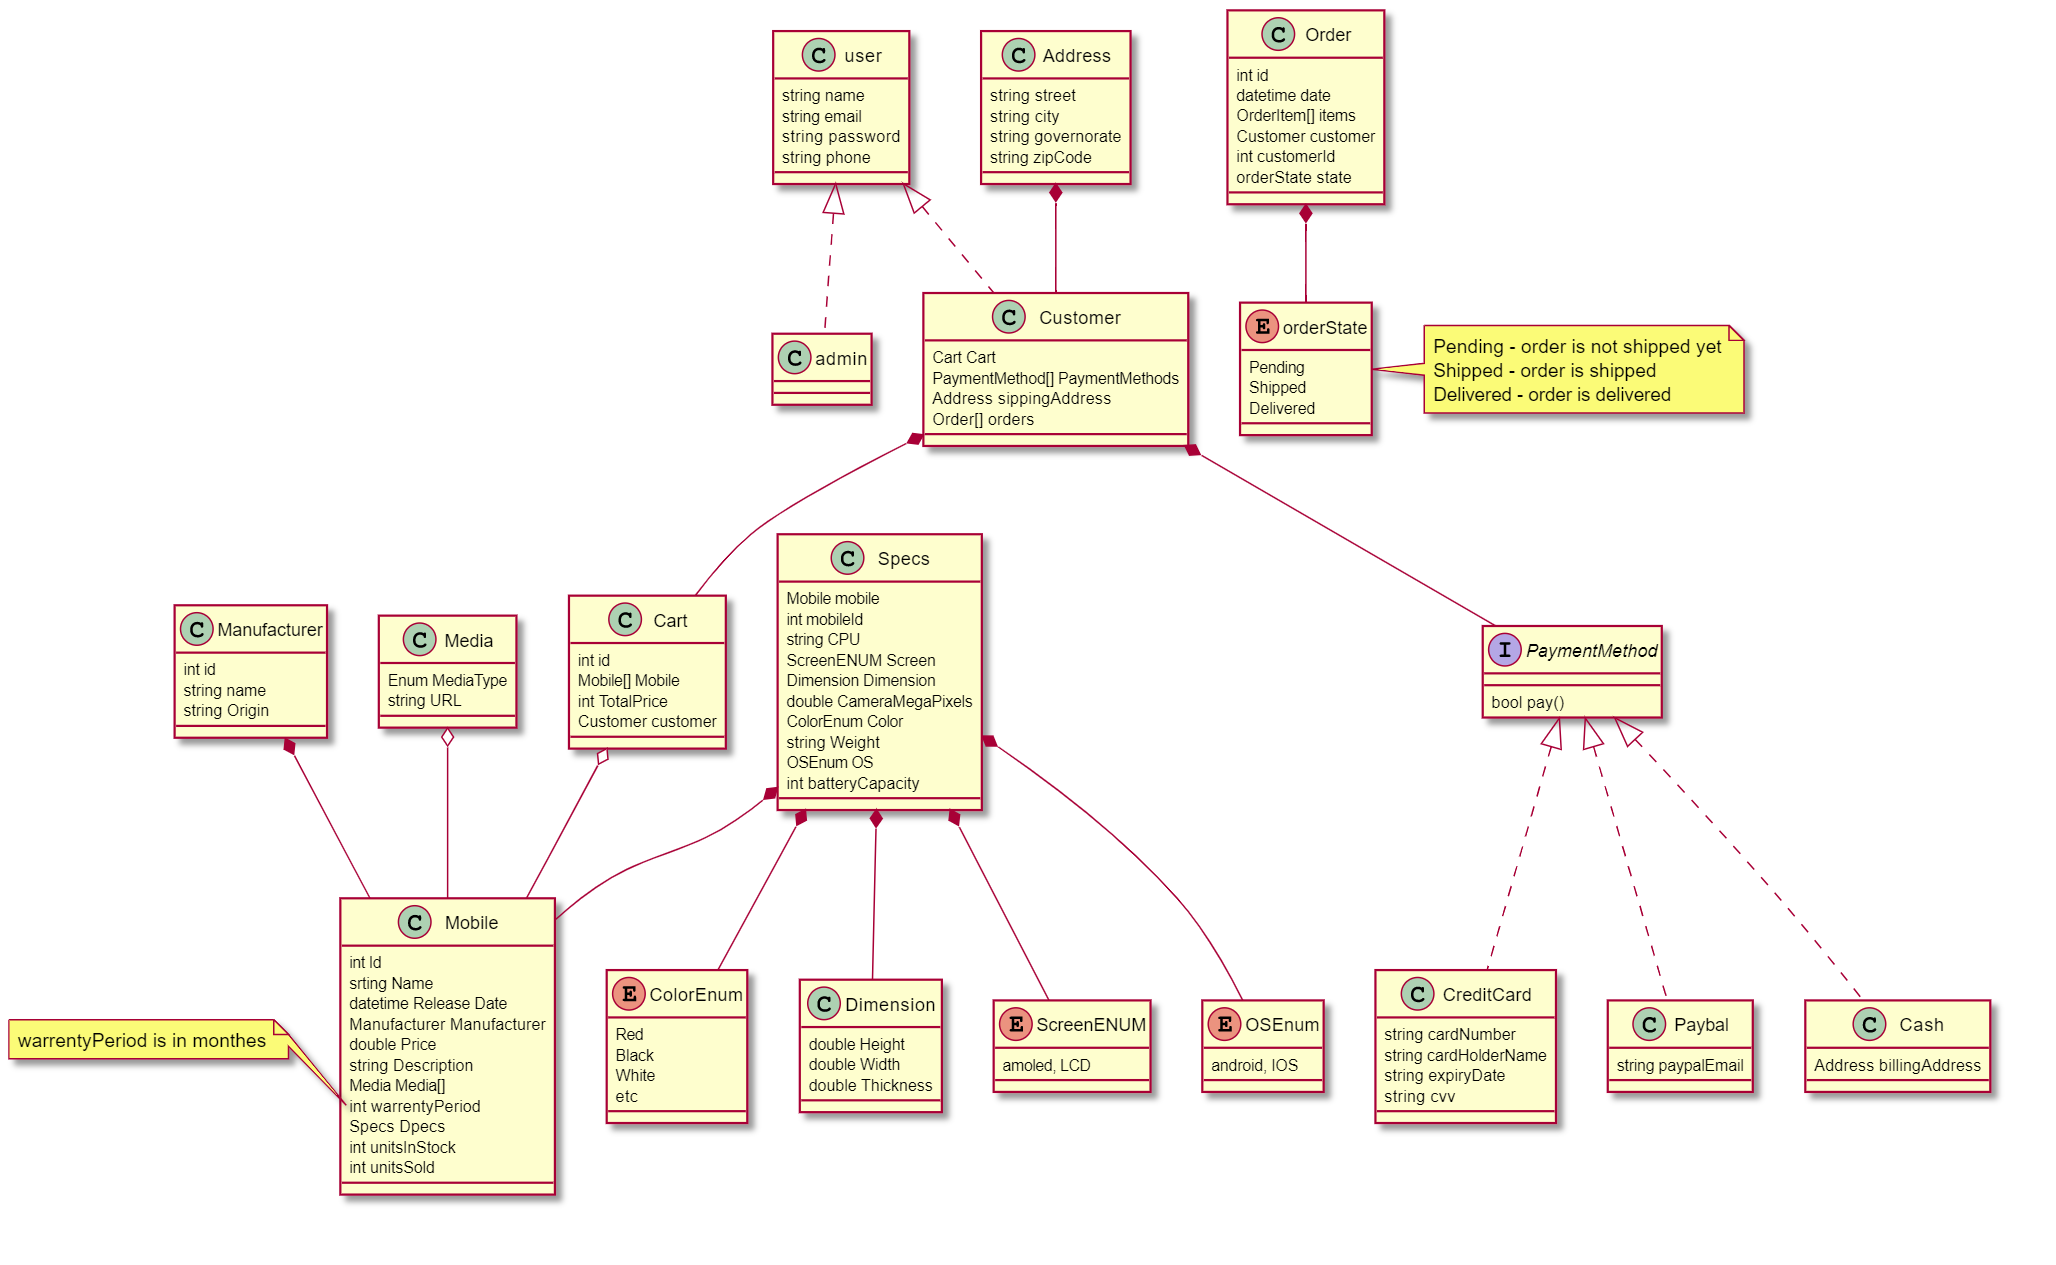 C user
string name
string email
string password
string phone
C Address
string street
string city
string governorate
string zipCode
C Order
int id
datetime date
OrderItem[] items
Customer customer
int customerId
orderState state
C admin
C Customer
Cart Cart
PaymentMethod[] PaymentMethods
Address sippingAddress
Order[] orders
E orderState
Pending
Shipped
Delivered
Pending - order is not shipped yet
Shipped - order is shipped
Delivered - order is delivered
C Manufacturer
int id
string name
string Origin
C Media
Enum MediaType
string URL
C Cart
int id
Mobile[] Mobile
int TotalPrice
Customer customer
C Specs
Mobile mobile
int mobileId
string CPU
ScreenENUM Screen
Dimension Dimension
double CameraMegaPixels
ColorEnum Color
string Weight
OSEnum OS
int batteryCapacity
I PaymentMethod
bool pay()
warrentyPeriod is in monthes
C Mobile
int Id
srting Name
datetime Release Date
Manufacturer Manufacturer
double Price
string Description
Media Media[]
int warrentyPeriod
Specs Dpecs
int unitsInStock
int unitsSold
E ColorEnum
Red
Black
White
etc
C Dimension
double Height
double Width
double Thickness
E ScreenENUM
amoled, LCD
E OSEnum
android, IOS
C CreditCard
string cardNumber
string cardHolderName
string expiryDate
string cvv
C Paybal
string paypalEmail
C Cash
Address billingAddress